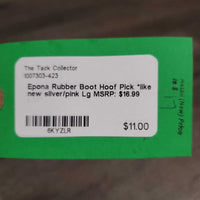 The Tack Collector
1007303-423
Epona Rubber Boot Hoof Pick *like
new silver/pink Lg MSRP: $16.99
6KYZLR
$11.00